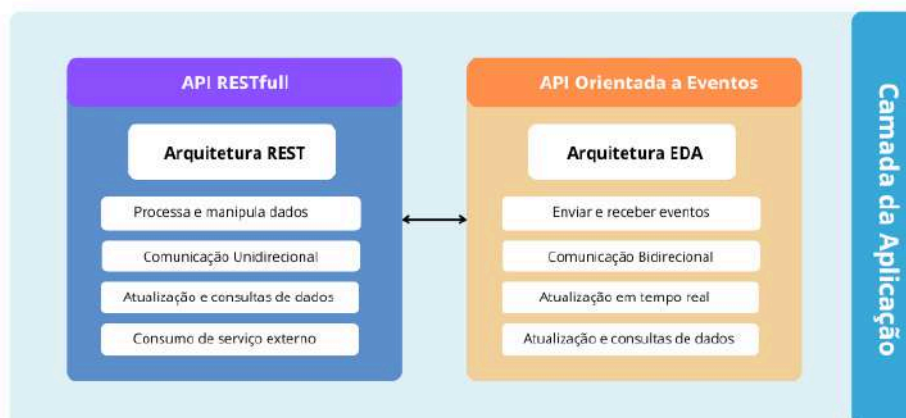 API RESTfull
Arquitetura REST
Processa e manipula dados
Comunicação Unidirecional
Atualização e consultas de dados
Consumo de serviço externo
API Orientada a Eventos
Arquitetura EDA
Enviar e receber eventos
Comunicação Bidirecional
Atualização em tempo real
Atualização e consultas de dados
Camada da Aplicação